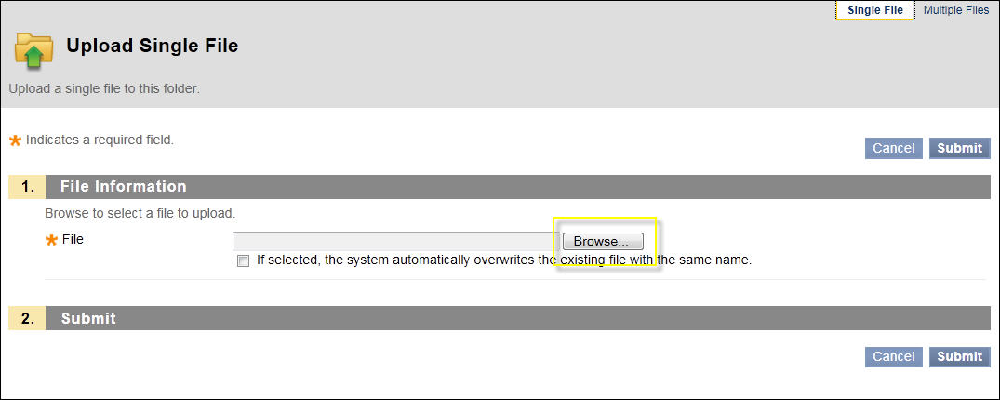 Single File Multiple Files
Upload Single File
Upload a single file to this folder.
* Indicates a required field.
Cancel Submit
1. File Information
Browse to select a file to upload.
* File Browse...
If selected, the system automatically overwrites the existing file with the same name.
2. Submit
Cancel Submit